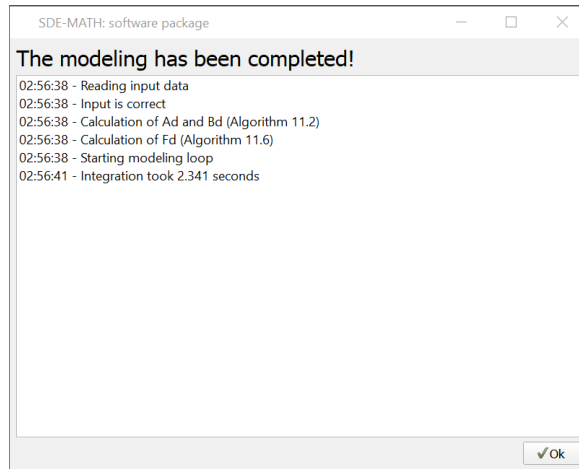 SDE-MATH: software package
The modeling has been completed!
02:56:38 - Reading input data
02:56:38 - Input is correct
02:56:38 - Calculation of Ad and Bd (Algorithm 11.2)
02:56:38 - Calculation of Fd (Algorithm 11.6)
02:56:38 - Starting modeling loop
02:56:41 - Integration took 2.341 seconds
Ok